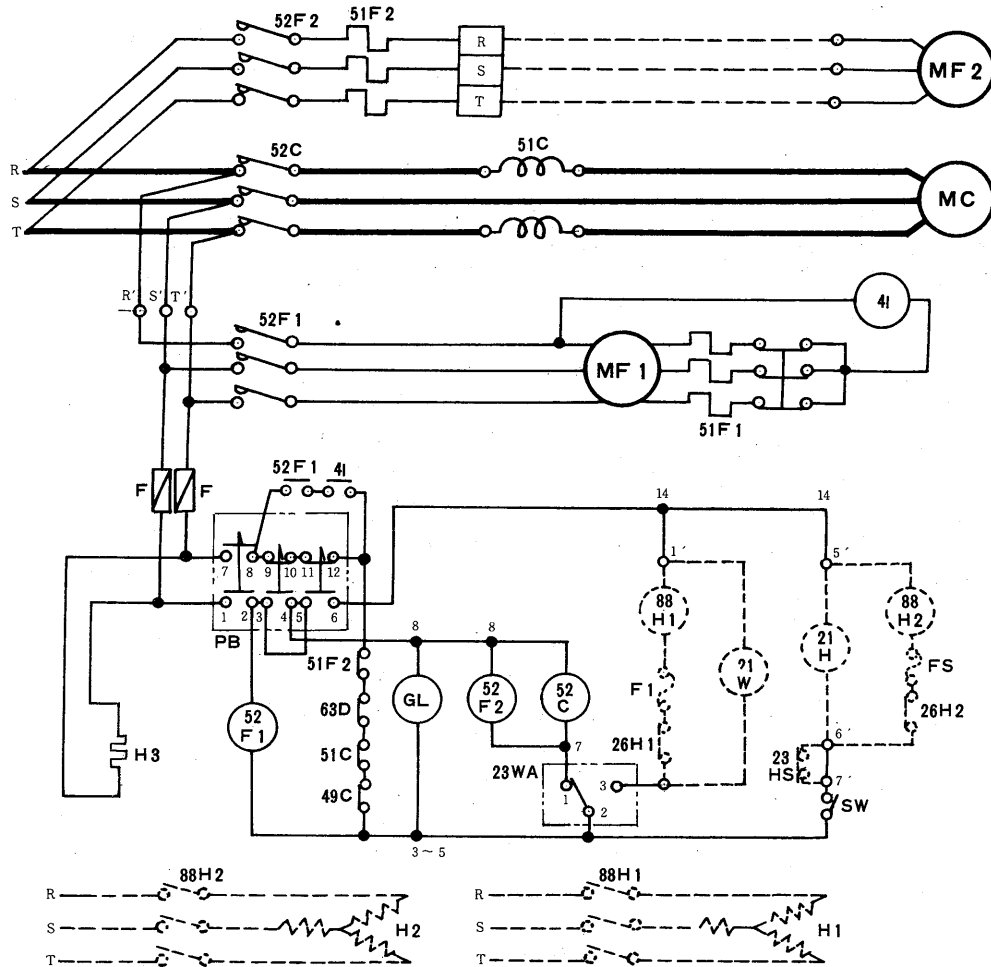 52F2 51F2
R
S
T
MF2
R 52C 51C
S
T
MC
R′ S′ T′
52F1
41
MF1
51F1
F F
52F1 41
7 8 9 10 11 12
1 2 3 4 5 6
PB
14 14
1′ 5′
88 H1
21 W
21 H
88 H2
F1
26H1
FS
26H2
8 8
51F2
63D
51C
49C
52 F1
GL
52 F2
52 C
7
23WA
1 2 3
H3
6′
23 HS
7′
SW
3~5
88H2
R
S
T
H2
88H1
R
S
T
H1